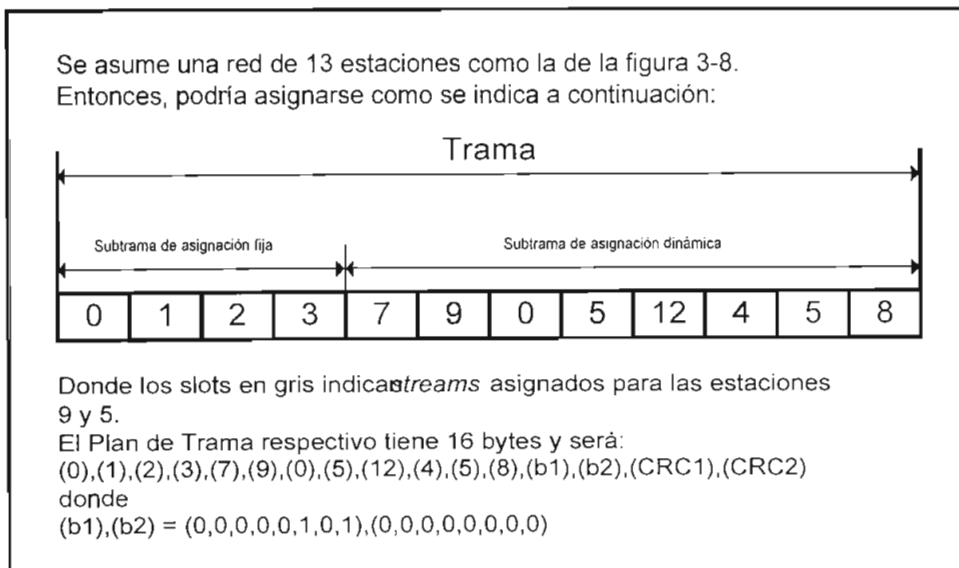 Se asume una red de 13 estaciones como la de la figura 3-8.
Entonces, podría asignarse como se indica a continuación:
Trama
Subtrama de asignación fija
Subtrama de asignación dinámica
0 1 2 3 7 9 0 5 12 4 5 8
Donde los slots en gris indican streams asignados para las estaciones
9 y 5.
El Plan de Trama respectivo tiene 16 bytes y será:
(0),(1),(2),(3),(7),(9),(0),(5),(12),(4),(5),(8),(b1),(b2),(CRC1),(CRC2)
donde
(b1),(b2) = (0,0,0,0,0,1,0,1),(0,0,0,0,0,0,0,0)